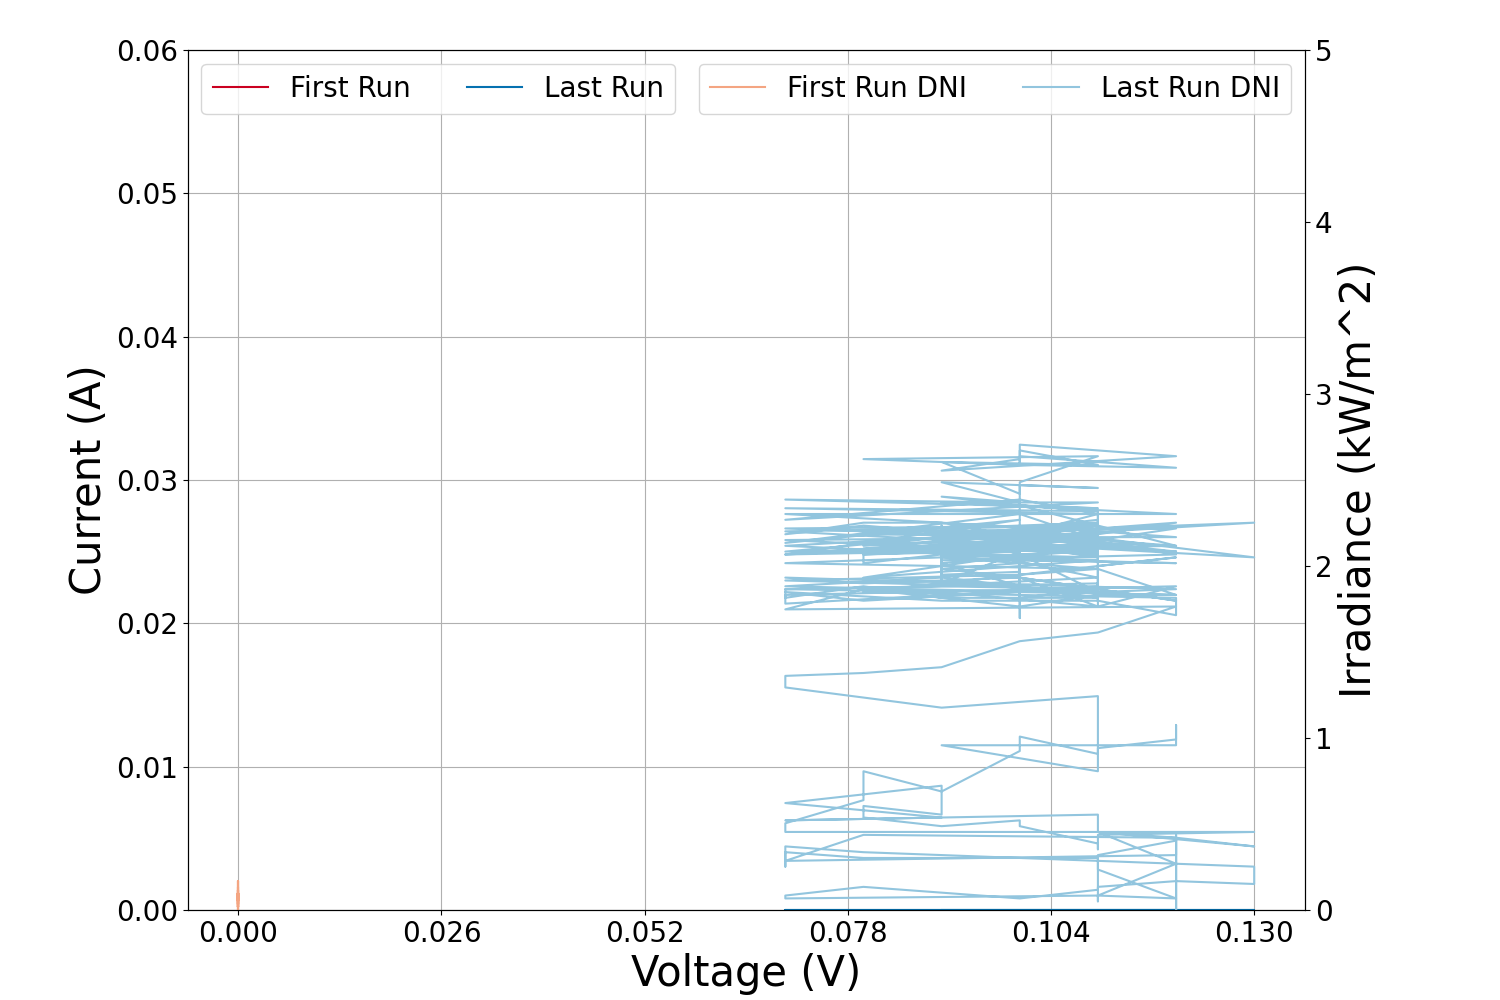 First Run
Last Run
First Run DNI
Last Run DNI
0.06
0.05
0.04
0.03
0.02
0.01
0.00
Current (A)
5
4
3
2
1
0
Irradiance (kW/m^2)
0.000 0.026 0.052 0.078 0.104 0.130
Voltage (V)